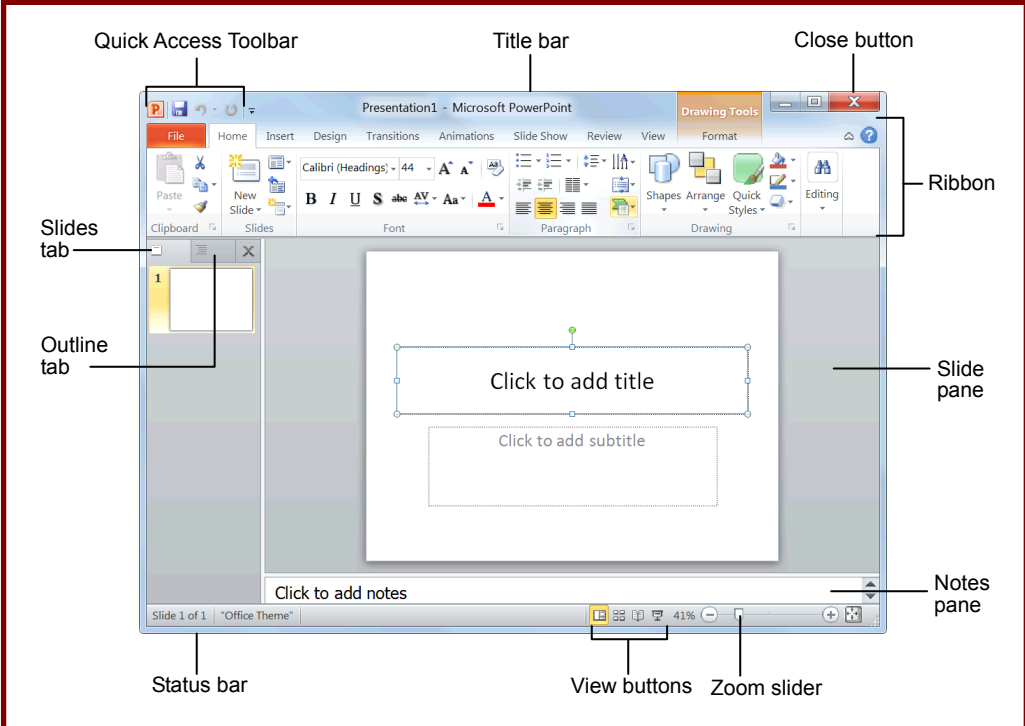 Quick Access Toolbar
Title bar
Close button
P
Presentation1 - Microsoft PowerPoint
Drawing Tools
File Home Insert Design Transitions Animations Slide Show Review View Format
Calibri (Headings) 44 A A AB
Paste
New
Slide
B I U S abc AV Aa A
Shapes Arrange Quick
Styles
Editing
Clipboard Slides Font Paragraph Drawing
Ribbon
Slides
tab
1
Outline
tab
Click to add title
Click to add subtitle
Slide
pane
Click to add notes
Notes
pane
Slide 1 of 1 "Office Theme" 41%
Status bar
View buttons
Zoom slider